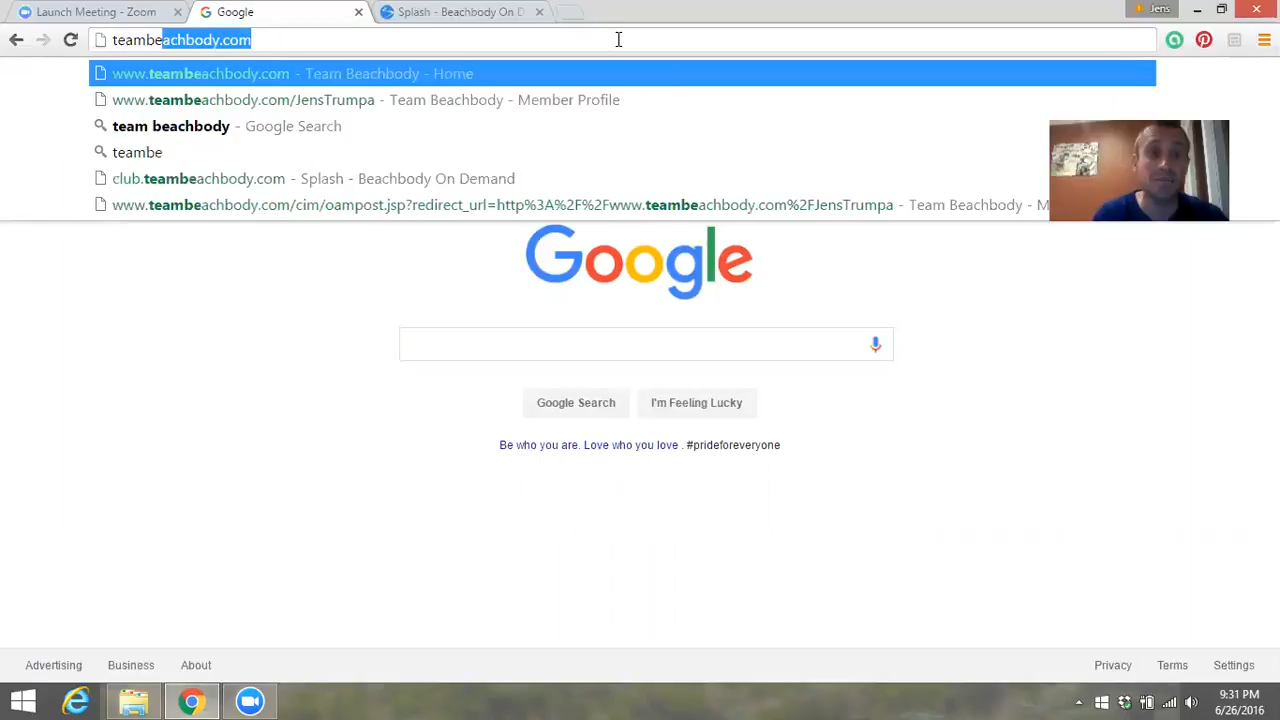 Launch Meeting - Zoom
Google
Splash - Beachbody On D
Jens
teambeachbody.com
www.teambeachbody.com - Team Beachbody - Home
www.teambeachbody.com/JensTrumpa - Team Beachbody - Member Profile
team beachbody - Google Search
teambe
club.teambeachbody.com - Splash - Beachbody On Demand
www.teambeachbody.com/cim/oampost.jsp?redirect_url=http%3A%2F%2Fwww.teambeachbody.com%2FJensTrumpa - Team Beachbody - M
Google
Google Search
I'm Feeling Lucky
Be who you are. Love who you love . #prideforeveryone
Advertising Business About
Privacy Terms Settings
9:31 PM
6/26/2016